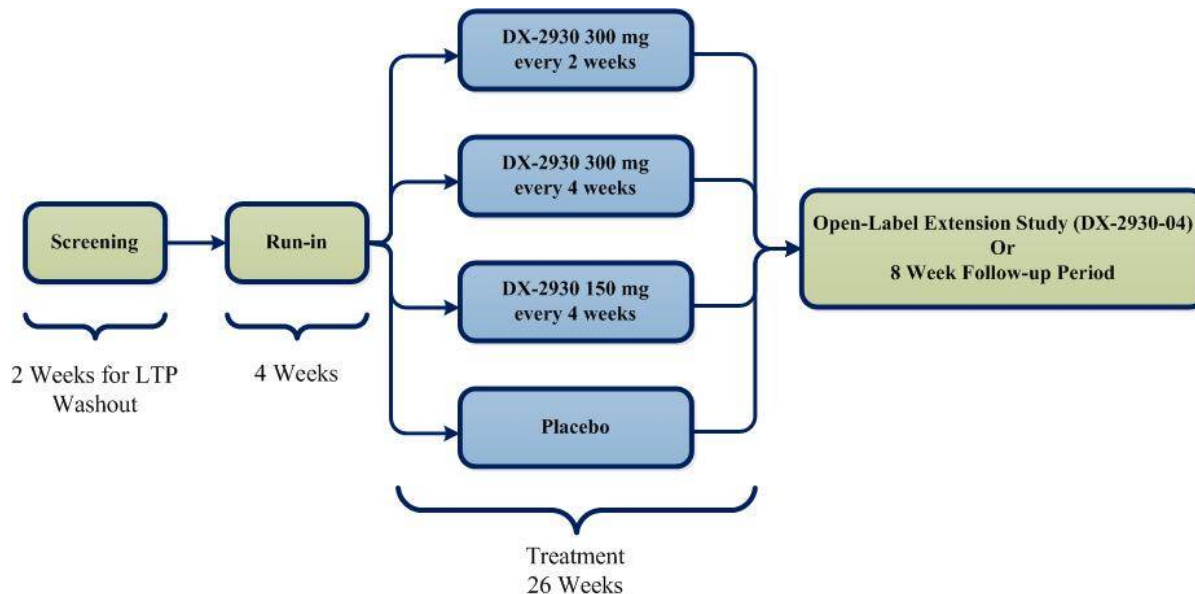 Screening
2 Weeks for LTP
Washout
Run-in
4 Weeks
DX-2930 300 mg
every 2 weeks
DX-2930 300 mg
every 4 weeks
DX-2930 150 mg
every 4 weeks
Placebo
Treatment
26 Weeks
Open-Label Extension Study (DX-2930-04)
Or
8 Week Follow-up Period